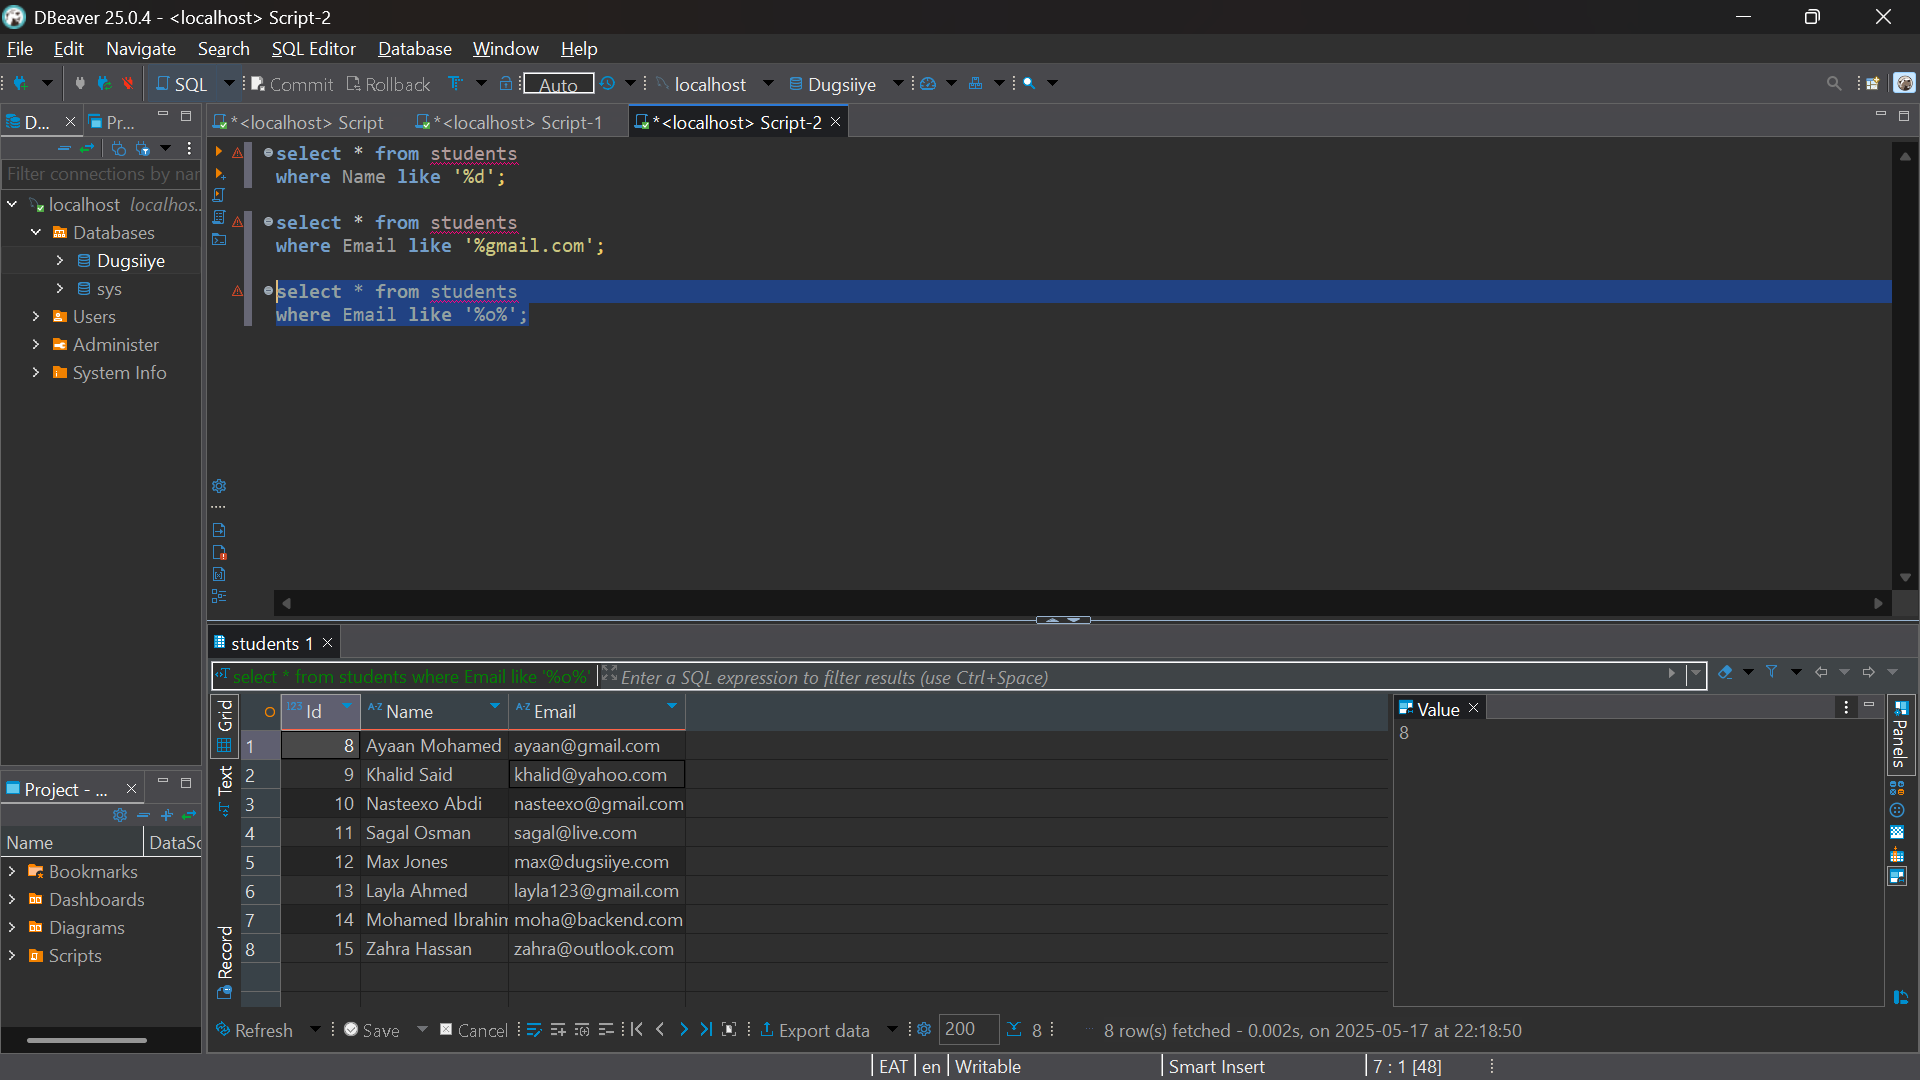 DBeaver 25.0.4 - <localhost> Script-2
File Edit Navigate Search SQL Editor Database Window Help
SQL Commit Rollback Auto localhost Dugsiiye
D... Pr... *<localhost> Script *<localhost> Script-1 *<localhost> Script-2
Filter connections by nar
localhost localhos...
Databases
Dugsiiye
sys
Users
Administer
System Info
select * from students
where Name like '%d';
select * from students
where Email like '%gmail.com';
select * from students
where Email like '%o%';
Project - ...
Name DataSc
Bookmarks
Dashboards
Diagrams
Scripts
students 1
select * from students where Email like '%o%' Enter a SQL expression to filter results (use Ctrl+Space)
Grid
Text
Record
123 Id A-Z Name A-Z Email
1 8 Ayaan Mohamed ayaan@gmail.com
2 9 Khalid Said khalid@yahoo.com
3 10 Nasteexo Abdi nasteexo@gmail.com
4 11 Sagal Osman sagal@live.com
5 12 Max Jones max@dugsiiye.com
6 13 Layla Ahmed layla123@gmail.com
7 14 Mohamed Ibrahim moha@backend.com
8 15 Zahra Hassan zahra@outlook.com
Value
8
Panels
Refresh Save Cancel Export data 200 8 8 row(s) fetched - 0.002s, on 2025-05-17 at 22:18:50
EAT en Writable Smart Insert 7 : 1 [48]